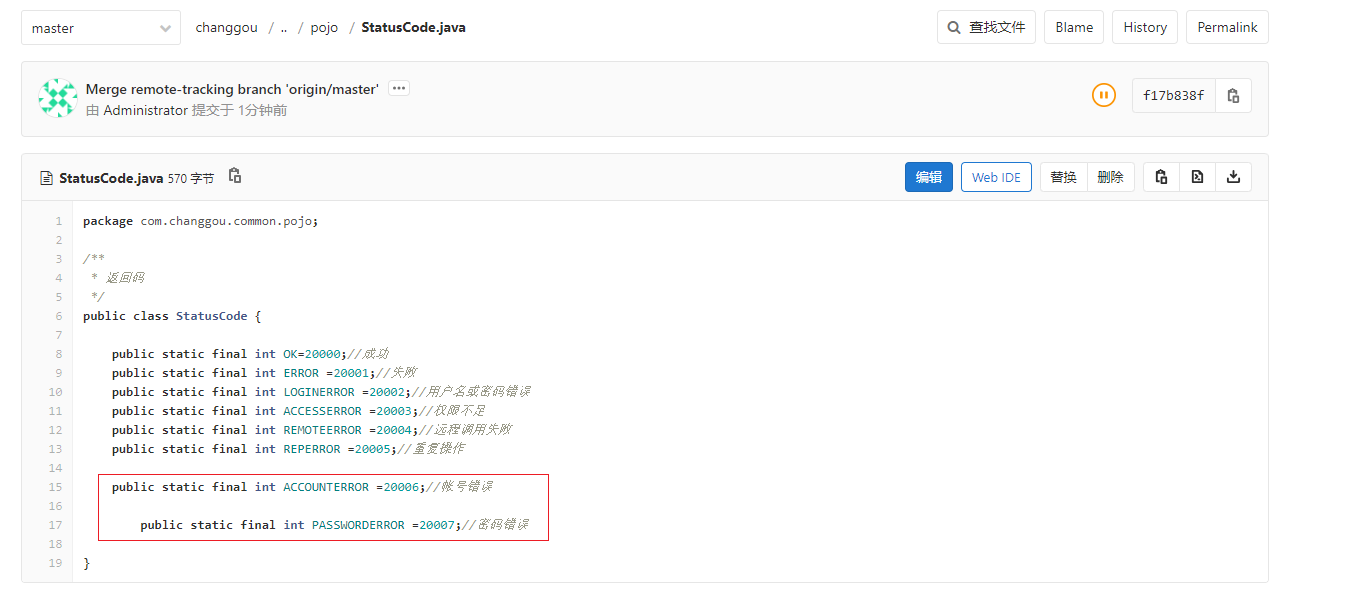 master
changgou / .. / pojo / StatusCode.java
查找文件 Blame History Permalink
Merge remote-tracking branch 'origin/master' ···
由 Administrator 提交于 1分钟前
f17b838f
StatusCode.java 570 字节
编辑 Web IDE 替换 删除
1 package com.changgou.common.pojo;
2
3 /**
4 * 返回码
5 */
6 public class StatusCode {
7
8 public static final int OK=20000;//成功
9 public static final int ERROR =20001;//失败
10 public static final int LOGINERROR =20002;//用户名或密码错误
11 public static final int ACCESSERROR =20003;//权限不足
12 public static final int REMOTEERROR =20004;//远程调用失败
13 public static final int REPERROR =20005;//重复操作
14
15 public static final int ACCOUNTERROR =20006;//帐号错误
16
17 public static final int PASSWORDERROR =20007;//密码错误
18
19 }